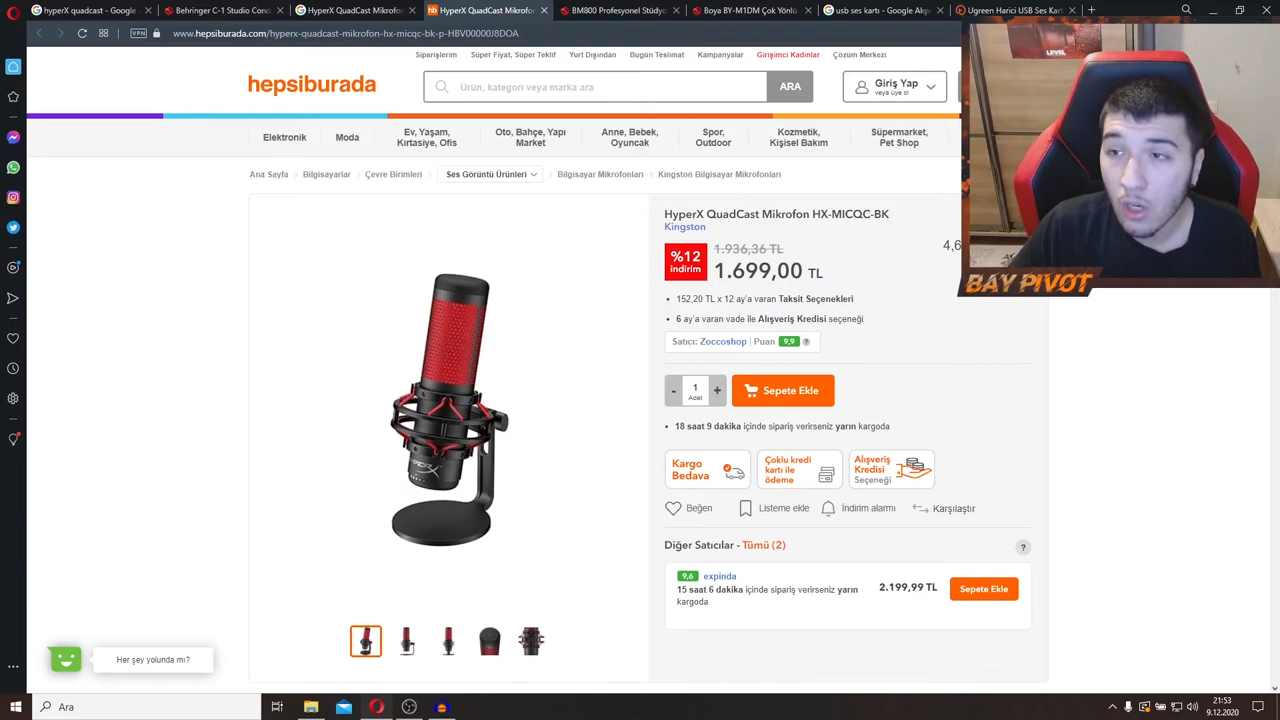 HyperX quadcast - Google
Behringer C-1 Studio Cond
HyperX QuadCast Mikrofon
BM800 Profesyonel Stüdyo
Behringer UV-1DM Çok Yönlü
usb ses kartı - Google Alışve
Ugreen Harici USB Ses
VPN
www.hepsiburada.com/hyperx-quadcast-mikrofon-hx-micqc-bk-p-HBV00000J8DOA
Siparişlerim
Süper Fiyat, Süper Teklif
Yurt Dışından
Bugün Teslimat
Kampanyalar
Girişimci Kadınlar
Çözüm Merkezi
hepsiburada
Ürün, kategori veya marka ara
ARA
Giriş Yap
veya üye ol
LEVEL
Elektronik
Moda
Ev, Yaşam,
Kırtasiye, Ofis
Oto, Bahçe, Yapı
Market
Anne, Bebek,
Oyuncak
Spor,
Outdoor
Kozmetik,
Kişisel Bakım
Süpermarket,
Pet Shop
Ana Sayfa
Bilgisayarlar
Çevre Birimleri
Ses Görüntü Ürünleri
Bilgisayar Mikrofonları
Kingston Bilgisayar Mikrofonları
HyperX QuadCast Mikrofon HX-MICQC-BK
Kingston
4,6
%12
indirim
1.936,36 TL
1.699,00 TL
BAY PIVOT
152,20 TL x 12 ay'a varan Taksit Seçenekleri
6 ay'a varan vade ile Alışveriş Kredisi seçeneği
Satıcı: Zoccoshop | Puan 9,9 ?
- 1 +
Adet
Sepete Ekle
18 saat 9 dakika içinde sipariş verirseniz yarın kargoda
Kargo
Bedava
Çoklu kredi
kartı ile
ödeme
Alışveriş
Kredisi
Seçeneği
Beğen
Listeme ekle
İndirim alarmı
Karşılaştır
Diğer Satıcılar - Tümü (2)
?
9,6 expinda
15 saat 6 dakika içinde sipariş verirseniz yarın
kargoda
2.199,99 TL
Sepete Ekle
Her şey yolunda mı?
Ara
21:53
9.12.2020